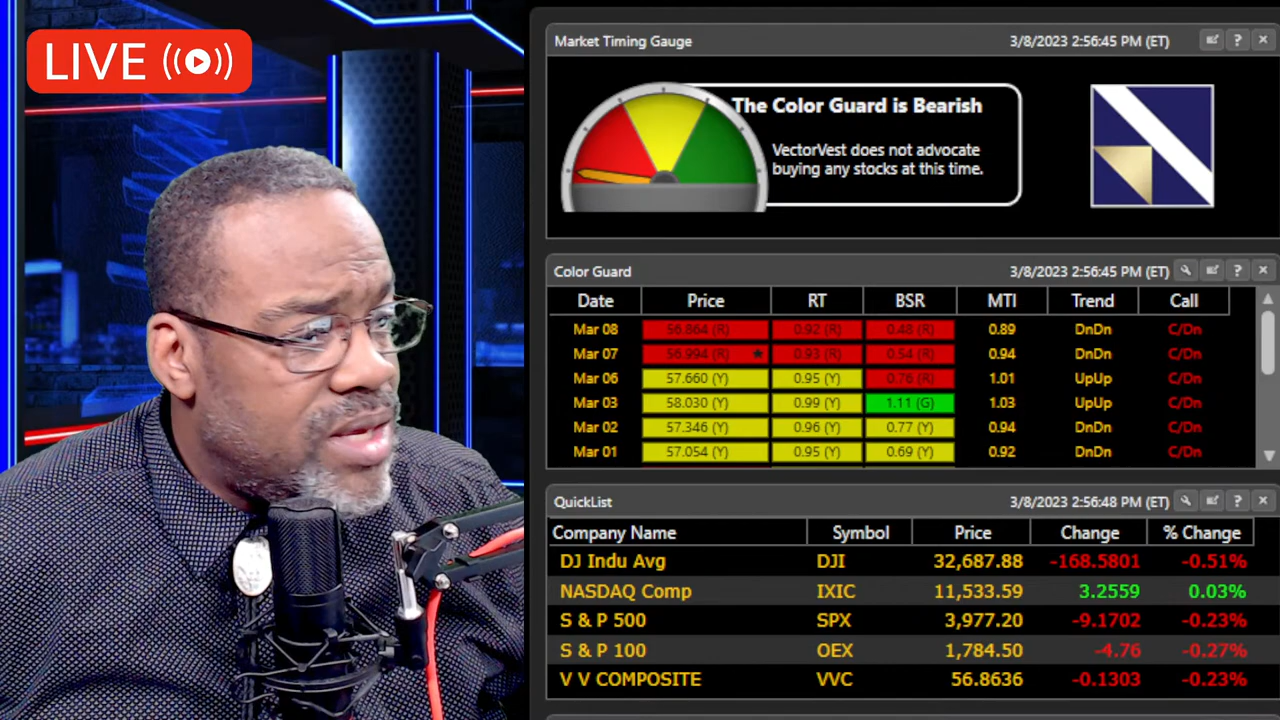 LIVE
Market Timing Gauge 3/8/2023 2:56:45 PM (ET) ?
The Color Guard is Bearish
VectorVest does not advocate
buying any stocks at this time.
Color Guard 3/8/2023 2:56:45 PM (ET) ?
Date Price RT BSR MTI Trend Call
Mar 08 56.864 (R) 0.92 (R) 0.48 (R) 0.89 DnDn C/Dn
Mar 07 56.994 (R) ★ 0.93 (R) 0.54 (R) 0.94 DnDn C/Dn
Mar 06 57.660 (Y) 0.95 (Y) 0.76 (R) 1.01 UpUp C/Dn
Mar 03 58.030 (Y) 0.99 (Y) 1.11 (G) 1.03 UpUp C/Dn
Mar 02 57.346 (Y) 0.96 (Y) 0.77 (Y) 0.94 DnDn C/Dn
Mar 01 57.054 (Y) 0.95 (Y) 0.69 (Y) 0.92 DnDn C/Dn
QuickList 3/8/2023 2:56:48 PM (ET) ?
Company Name Symbol Price Change % Change
DJ Indu Avg DJI 32,687.88 -168.5801 -0.51%
NASDAQ Comp IXIC 11,533.59 3.2559 0.03%
S & P 500 SPX 3,977.20 -9.1702 -0.23%
S & P 100 OEX 1,784.50 -4.76 -0.27%
V V COMPOSITE VVC 56.8636 -0.1303 -0.23%